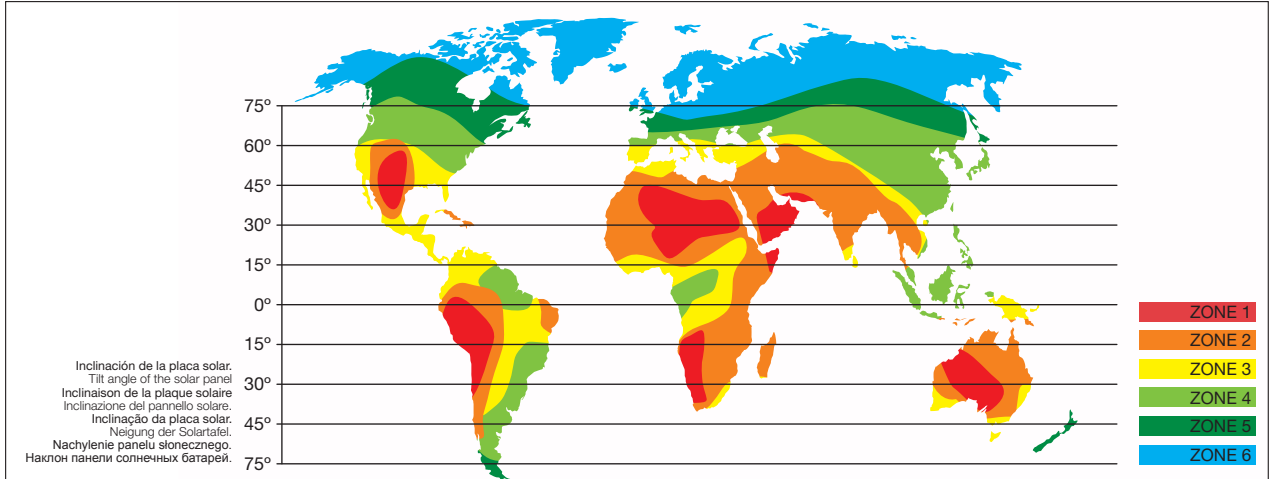 75º
60º
45º
30º
15º
0º
15º
30º
45º
75º
Inclinación de la placa solar.
Tilt angle of the solar panel
Inclinaison de la plaque solaire
Inclinazione del pannello solare.
Inclinação da placa solar.
Neigung der Solartafel.
Nachylenie panelu słonecznego.
Наклон панели солнечных батарей.
ZONE 1
ZONE 2
ZONE 3
ZONE 4
ZONE 5
ZONE 6